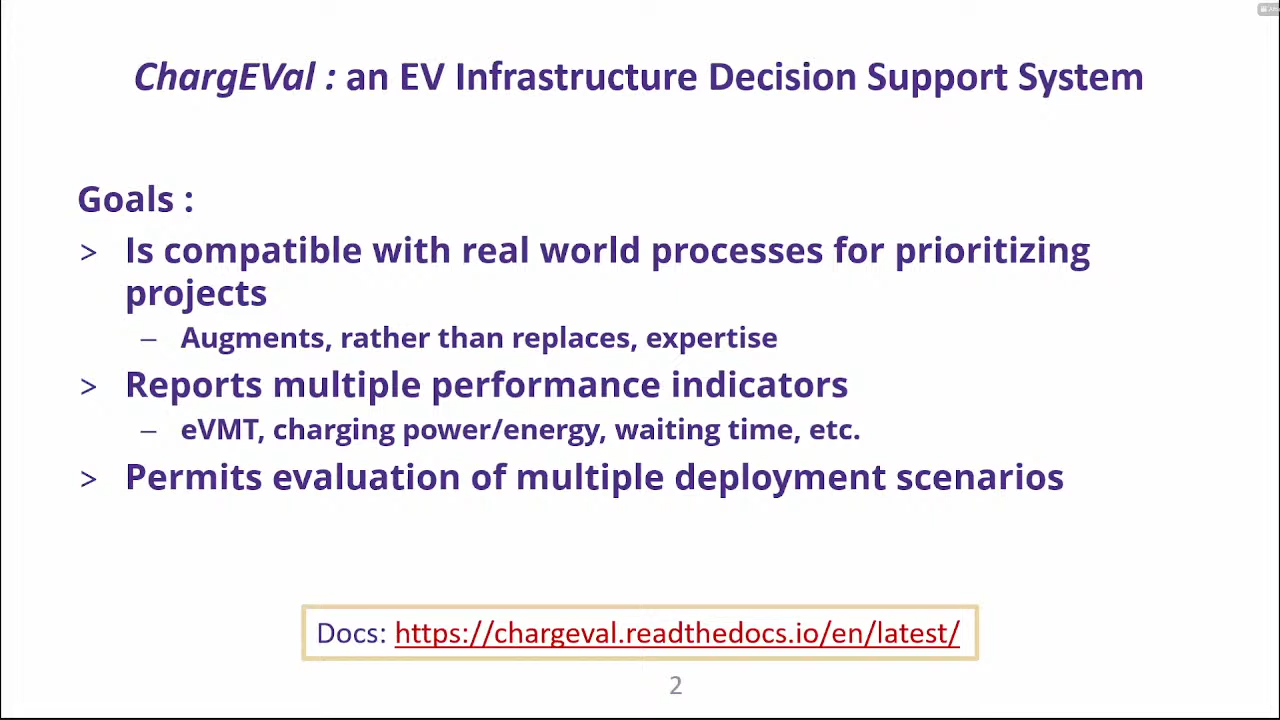 ChargEVal : an EV Infrastructure Decision Support System
Goals :
> Is compatible with real world processes for prioritizing
projects
– Augments, rather than replaces, expertise
> Reports multiple performance indicators
– eVMT, charging power/energy, waiting time, etc.
> Permits evaluation of multiple deployment scenarios
Docs: https://chargeval.readthedocs.io/en/latest/
2